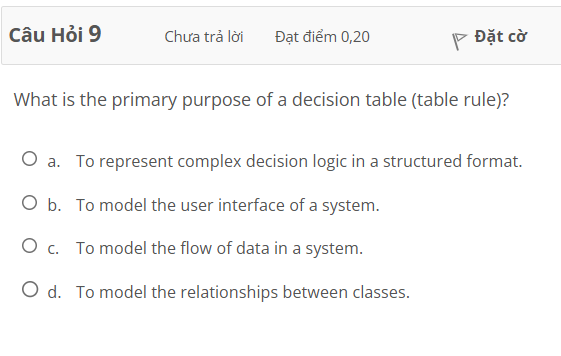 Câu Hỏi 9 Chưa trả lời Đạt điểm 0,20 Đặt cờ
What is the primary purpose of a decision table (table rule)?
a. To represent complex decision logic in a structured format.
b. To model the user interface of a system.
c. To model the flow of data in a system.
d. To model the relationships between classes.